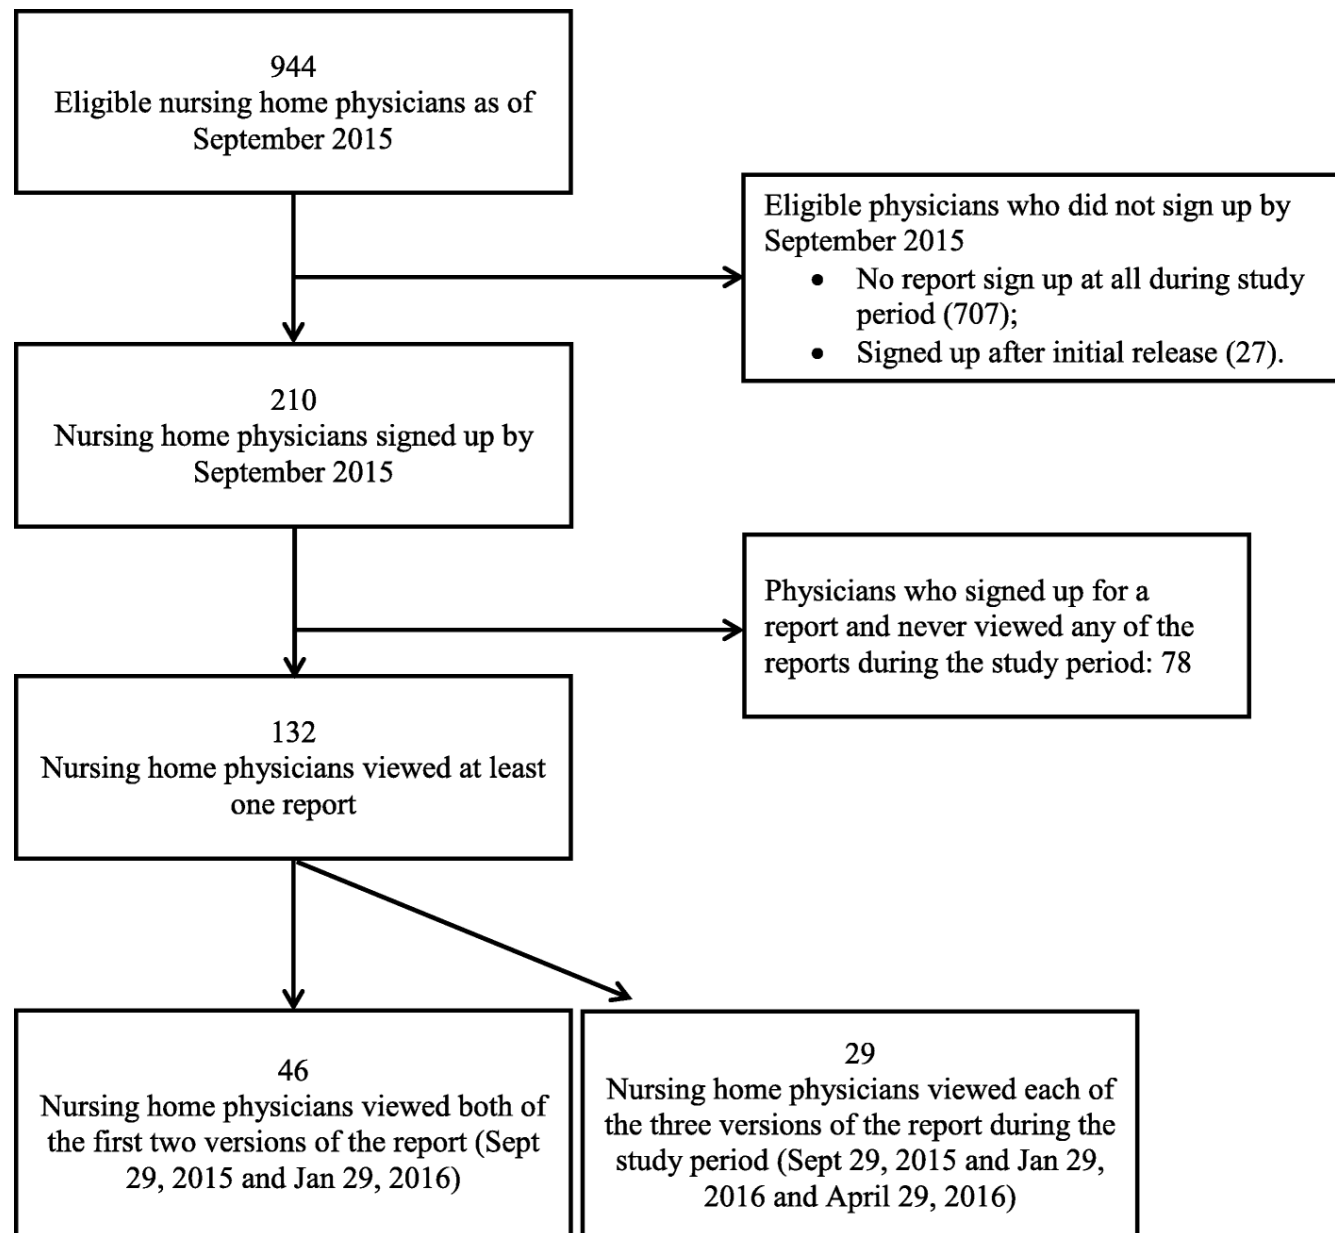 944
Eligible nursing home physicians as of
September 2015
Eligible physicians who did not sign up by
September 2015
• No report sign up at all during study
period (707);
• Signed up after initial release (27).
210
Nursing home physicians signed up by
September 2015
Physicians who signed up for a
report and never viewed any of the
reports during the study period: 78
132
Nursing home physicians viewed at least
one report
46
Nursing home physicians viewed both of
the first two versions of the report (Sept
29, 2015 and Jan 29, 2016)
29
Nursing home physicians viewed each of
the three versions of the report during the
study period (Sept 29, 2015 and Jan 29,
2016 and April 29, 2016)